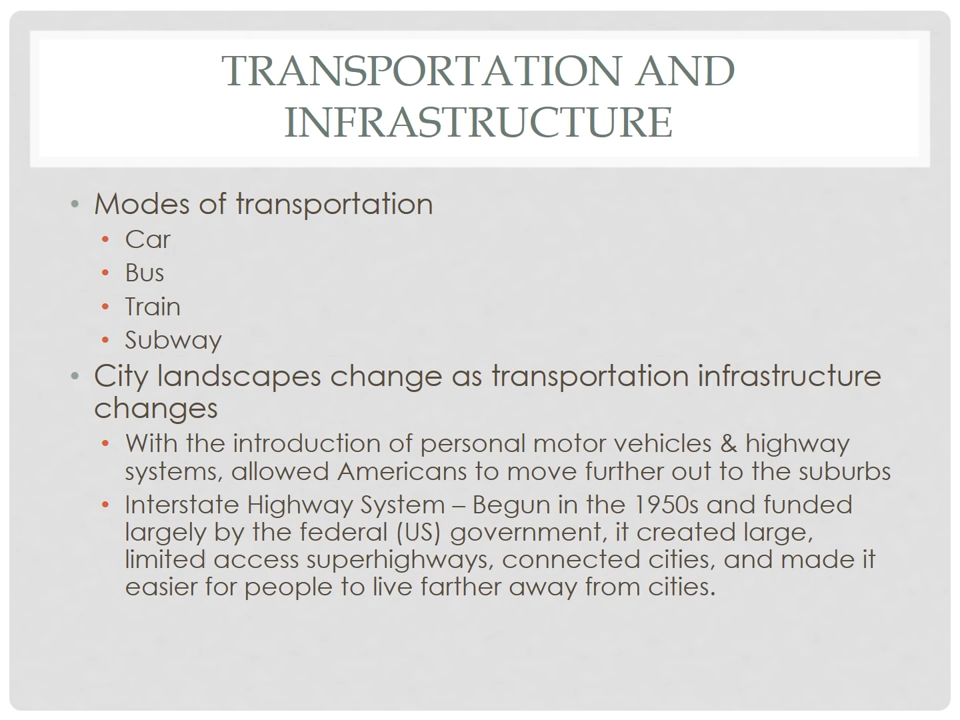 TRANSPORTATION AND
INFRASTRUCTURE
• Modes of transportation
• Car
• Bus
• Train
• Subway
• City landscapes change as transportation infrastructure
changes
• With the introduction of personal motor vehicles & highway
systems, allowed Americans to move further out to the suburbs
• Interstate Highway System – Begun in the 1950s and funded
largely by the federal (US) government, it created large,
limited access superhighways, connected cities, and made it
easier for people to live farther away from cities.